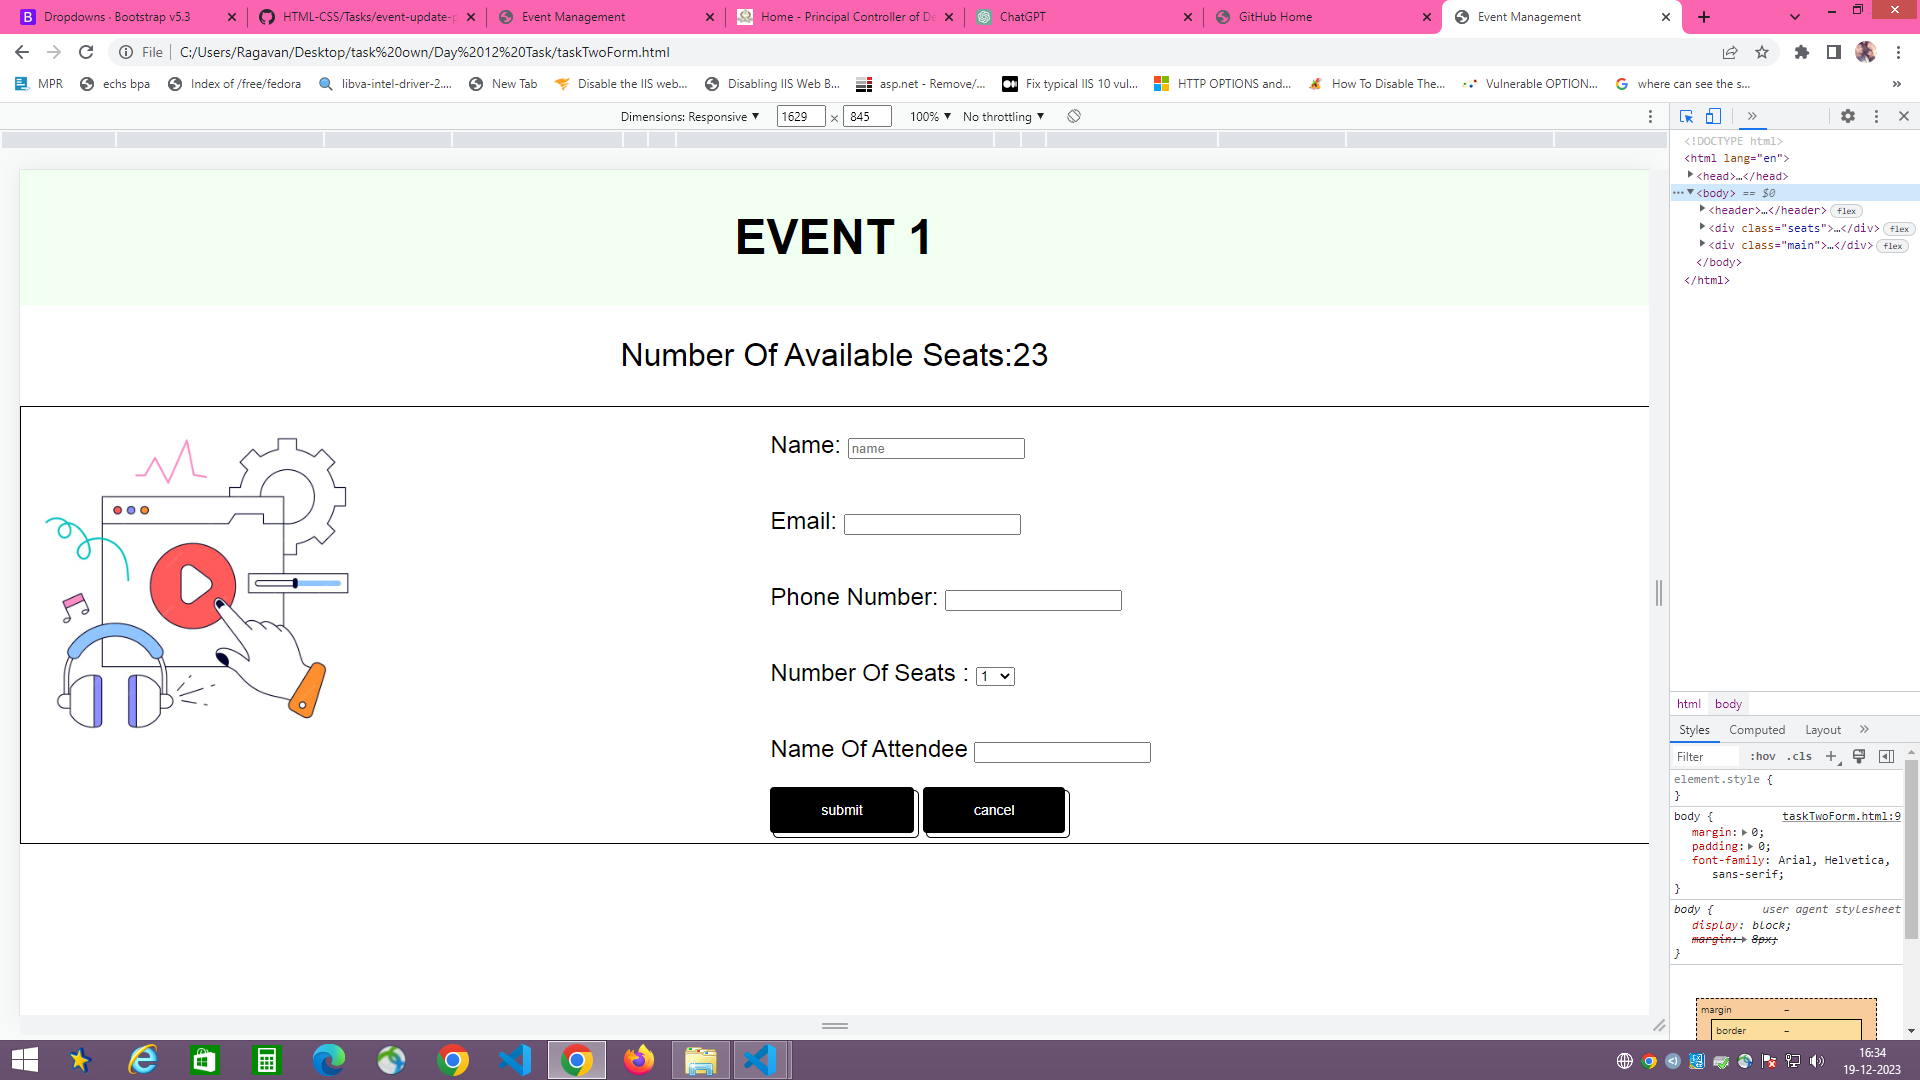 Dropdowns · Bootstrap v5.3
HTML-CSS/Tasks/event-update-p
Event Management
Home - Principal Controller of De
ChatGPT
GitHub Home
Event Management
File
C:/Users/Ragavan/Desktop/task%20own/Day%2012%20Task/taskTwoForm.html
MPR
echs bpa
Index of /free/fedora
libva-intel-driver-2....
New Tab
Disable the IIS web...
Disabling IIS Web B...
asp.net - Remove/...
Fix typical IIS 10 vul...
HTTP OPTIONS and...
How To Disable The...
Vulnerable OPTION...
where can see the s...
»
Dimensions: Responsive
1629 × 845
100%
No throttling
EVENT 1
Number Of Available Seats:23
Name: name
Email:
Phone Number:
Number Of Seats : 1
Name Of Attendee
submit
cancel
<!DOCTYPE html>
<html lang="en">
<head>…</head>
<body> == $0
<header>…</header> flex
<div class="seats">…</div> flex
<div class="main">…</div> flex
</body>
</html>
html body
Styles Computed Layout »
Filter :hov .cls +
element.style {
}
body { taskTwoForm.html:9
margin: 0;
padding: 0;
font-family: Arial, Helvetica,
sans-serif;
}
body { user agent stylesheet
display: block;
margin: 8px;
}
margin –
border –
16:34
19-12-2023